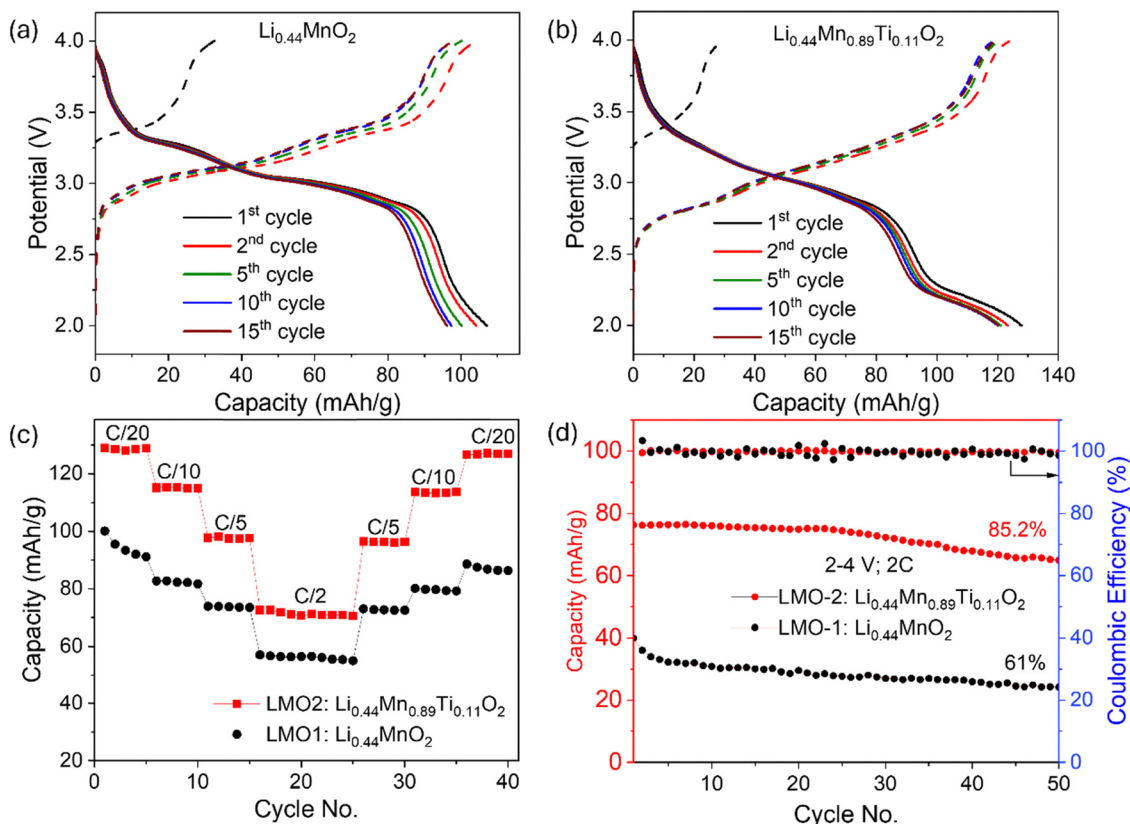 (a)
Li0.44MnO2
4.0
3.5
3.0
2.5
2.0
Potential (V)
1st cycle
2nd cycle
5th cycle
10th cycle
15th cycle
0 20 40 60 80 100
Capacity (mAh/g)
(b)
Li0.44Mn0.89Ti0.11O2
4.0
3.5
3.0
2.5
2.0
Potential (V)
1st cycle
2nd cycle
5th cycle
10th cycle
15th cycle
0 20 40 60 80 100 120 140
Capacity (mAh/g)
(c)
C/20
C/10
C/5
C/2
C/5
C/10
C/20
120
100
80
60
40
20
Capacity (mAh/g)
LMO2: Li0.44Mn0.89Ti0.11O2
LMO1: Li0.44MnO2
0 10 20 30 40
Cycle No.
(d)
100
80
60
40
20
0
Capacity (mAh/g)
85.2%
2-4 V; 2C
LMO-2: Li0.44Mn0.89Ti0.11O2
LMO-1: Li0.44MnO2
61%
100
80
60
40
20
0
Coulombic Efficiency (%)
10 20 30 40 50
Cycle No.